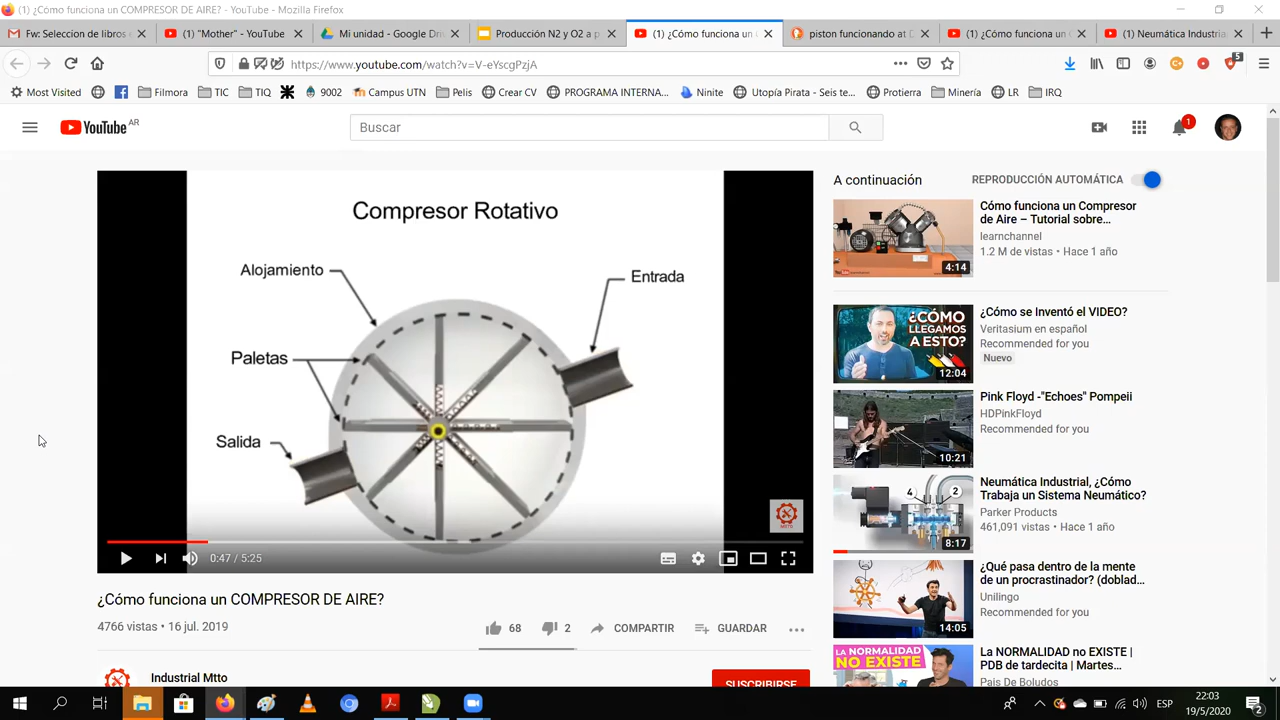 (1) ¿Cómo funciona un COMPRESOR DE AIRE? - YouTube - Mozilla Firefox
Fw: Seleccion de libros
(1) "Mother" - YouTube
Mi unidad - Google Dri
Producción N2 y O2 a p
(1) ¿Cómo funciona un
piston funcionando at D
(1) ¿Cómo funciona un
(1) Neumática Industria
https://www.youtube.com/watch?v=V-eYscgPzjA
Most Visited
Filmora
TIC
TIQ
9002
Campus UTN
Pelis
Crear CV
PROGRAMA INTERNA...
Ninite
Utopía Pirata - Seis te...
Protierra
Minería
LR
IRQ
5
YouTube AR
Buscar
1
Compresor Rotativo
Alojamiento
Entrada
Paletas
Salida
MTTO
0:47 / 5:25
¿Cómo funciona un COMPRESOR DE AIRE?
4766 vistas • 16 jul. 2019
68
2
COMPARTIR
GUARDAR
Industrial Mtto
SUSCRIBIRSE
A continuación
REPRODUCCIÓN AUTOMÁTICA
4:14
Cómo funciona un Compresor
de Aire – Tutorial sobre...
learnchannel
1.2 M de vistas • Hace 1 año
¿CÓMO
LLEGAMOS
A ESTO?
12:04
¿Cómo se Inventó el VIDEO?
Veritasium en español
Recommended for you
Nuevo
10:21
Pink Floyd -"Echoes" Pompeii
HDPinkFloyd
Recommended for you
4
2
8:17
Neumática Industrial, ¿Cómo
Trabaja un Sistema Neumático?
Parker Products
461,091 vistas • Hace 1 año
14:05
¿Qué pasa dentro de la mente
de un procrastinador? (doblad...
Unilingo
Recommended for you
LA NORMALIDAD
NO EXISTE
La NORMALIDAD no EXISTE |
PDB de tardecita | Martes...
Pais De Boludos
ESP
22:03
19/5/2020
2